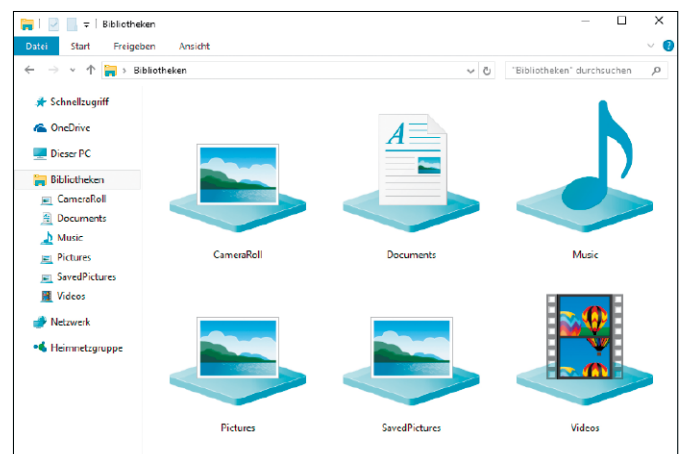 Bibliotheken
Datei Start Freigeben Ansicht
Bibliotheken "Bibliotheken" durchsuchen
Schnellzugriff
OneDrive
Dieser PC
Bibliotheken
CameraRoll
Documents
Music
Pictures
SavedPictures
Videos
Netzwerk
Heimnetzgruppe
CameraRoll Documents Music
Pictures SavedPictures Videos